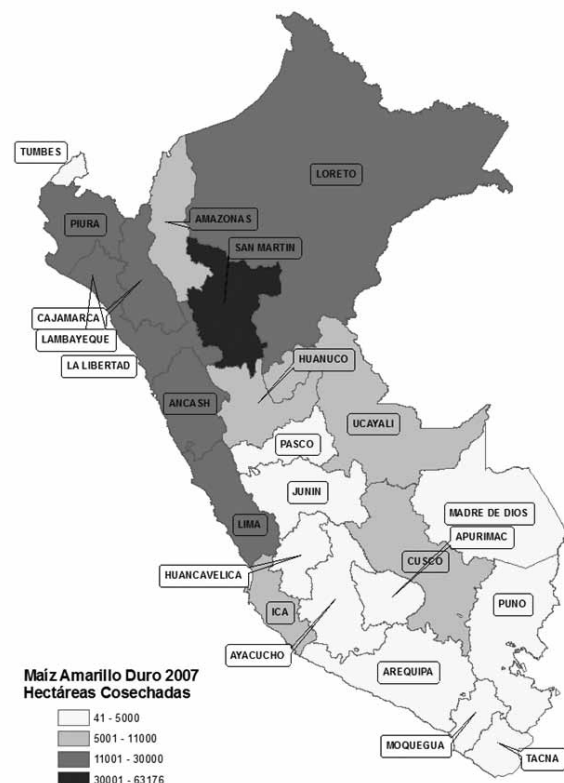 TUMBES
LORETO
PIURA
AMAZONAS
SAN MARTIN
CAJAMARCA
LAMBAYEQUE
LA LIBERTAD
HUANUCO
ANCASH
UCAYALI
PASCO
JUNIN
MADRE DE DIOS
LIMA
APURIMAC
CUSCO
HUANCAVELICA
PUNO
ICA
AYACUCHO
AREQUIPA
MOQUEGUA
TACNA
Maíz Amarillo Duro 2007
Hectáreas Cosechadas
41 - 5000
5001 - 11000
11001 - 30000
30001 - 63176